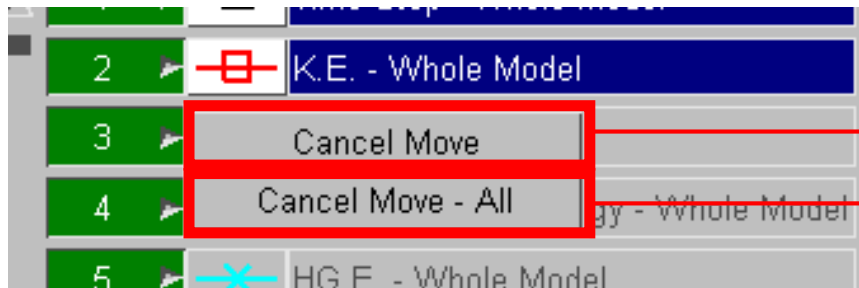 2 K.E. - Whole Model
3 Cancel Move
4 Cancel Move - All gy - Whole Model
5 HG.E. - Whole Model